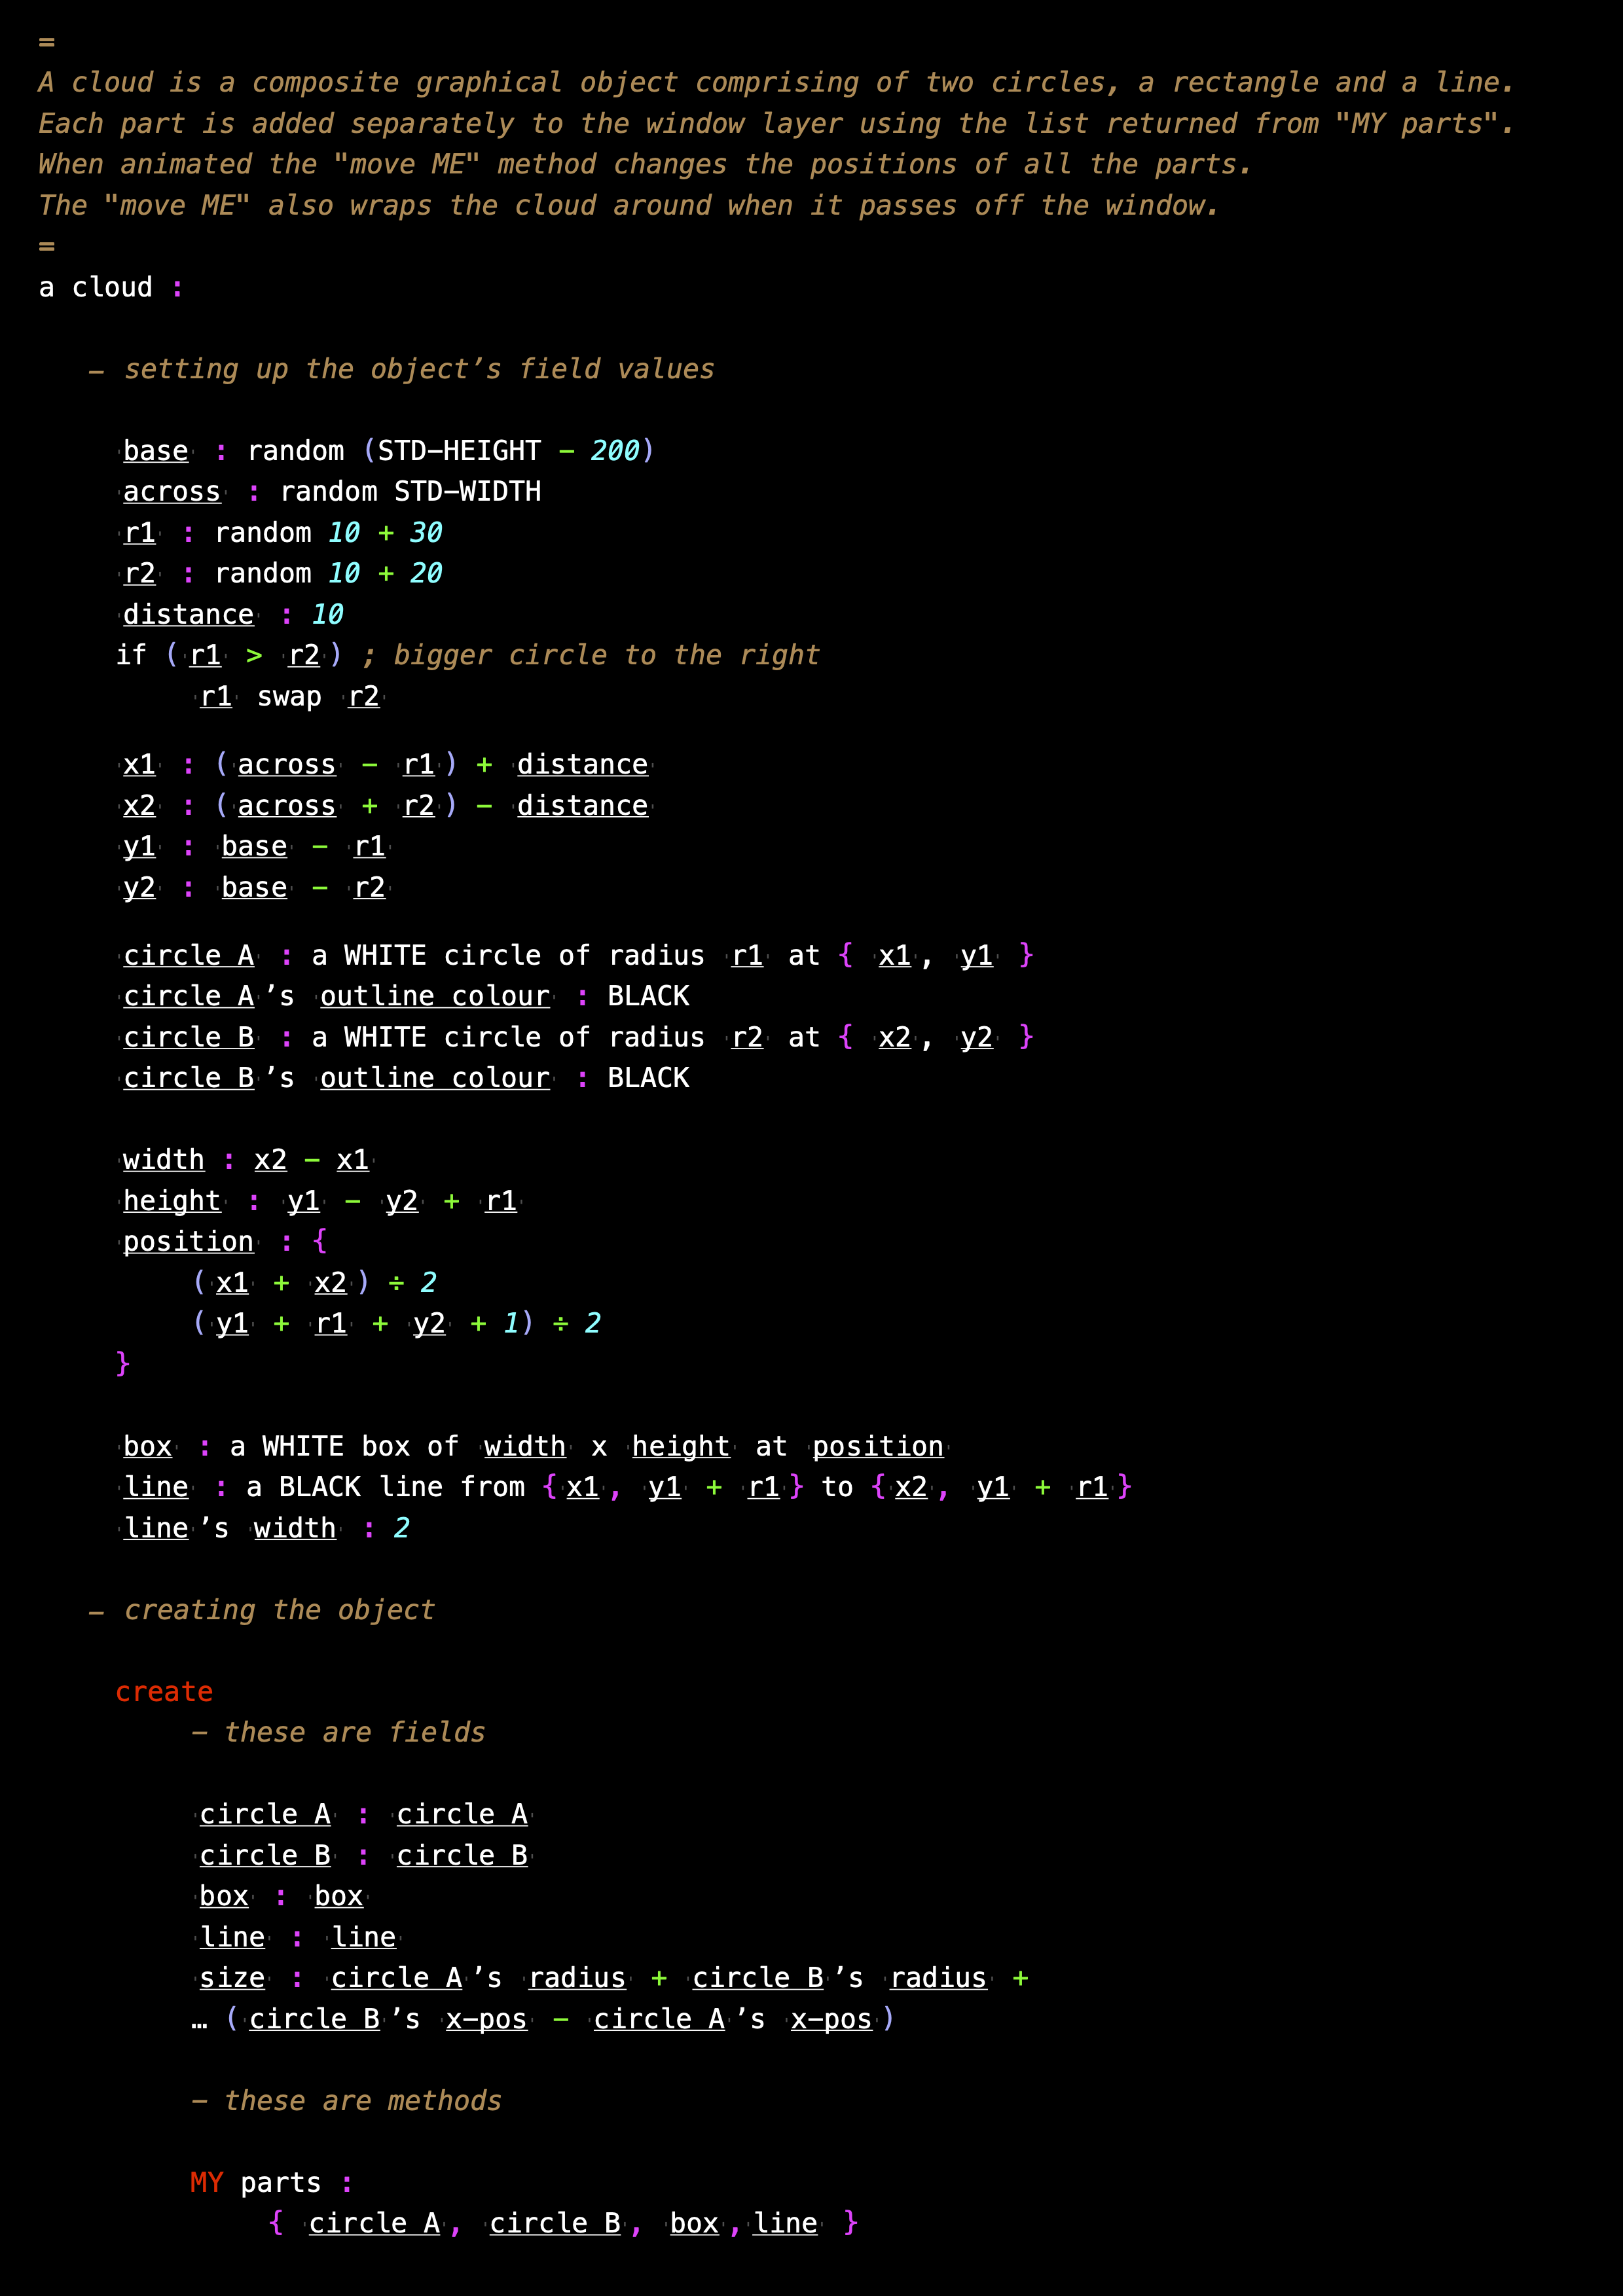 =
A cloud is a composite graphical object comprising of two circles, a rectangle and a line.
Each part is added separately to the window layer using the list returned from "MY parts".
When animated the "move ME" method changes the positions of all the parts.
The "move ME" also wraps the cloud around when it passes off the window.
=
a cloud :
– setting up the object’s field values
base : random (STD-HEIGHT − 200)
across : random STD-WIDTH
r1 : random 10 + 30
r2 : random 10 + 20
distance : 10
if ( r1 > r2 ) ; bigger circle to the right
r1 swap r2
x1 : ( across − r1 ) + distance
x2 : ( across + r2 ) − distance
y1 : base − r1
y2 : base − r2
circle A : a WHITE circle of radius r1 at { x1 , y1 }
circle A ’s outline colour : BLACK
circle B : a WHITE circle of radius r2 at { x2 , y2 }
circle B ’s outline colour : BLACK
width : x2 − x1
height : y1 − y2 + r1
position : {
( x1 + x2 ) ÷ 2
( y1 + r1 + y2 + 1) ÷ 2
}
box : a WHITE box of width x height at position
line : a BLACK line from { x1 , y1 + r1 } to { x2 , y1 + r1 }
line ’s width : 2
– creating the object
create
– these are fields
circle A : circle A
circle B : circle B
box : box
line : line
size : circle A ’s radius + circle B ’s radius +
… ( circle B ’s x-pos − circle A ’s x-pos )
– these are methods
MY parts :
{ circle A , circle B , box , line }